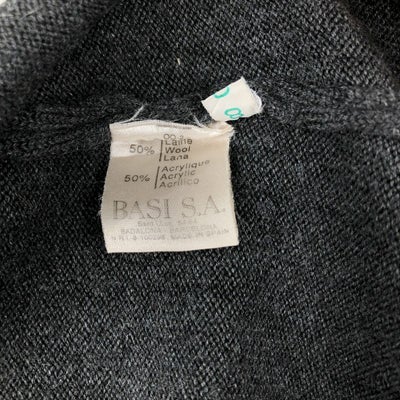 50% Laine
Wool
Lana
50% Acrylique
Acrylic
Acrilico
BASI S.A.
BADALONA - BARCELONA
MADE IN SPAIN